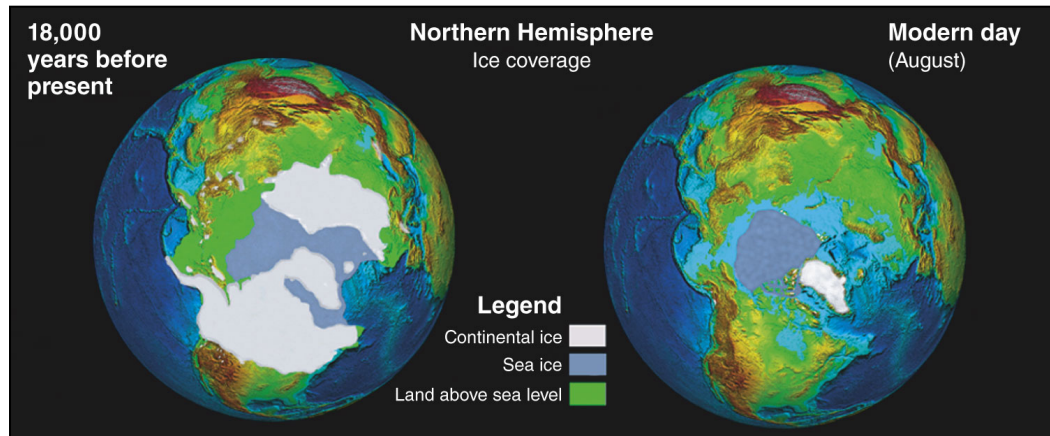 18,000
years before
present
Northern Hemisphere
Ice coverage
Modern day
(August)
Legend
Continental ice
Sea ice
Land above sea level